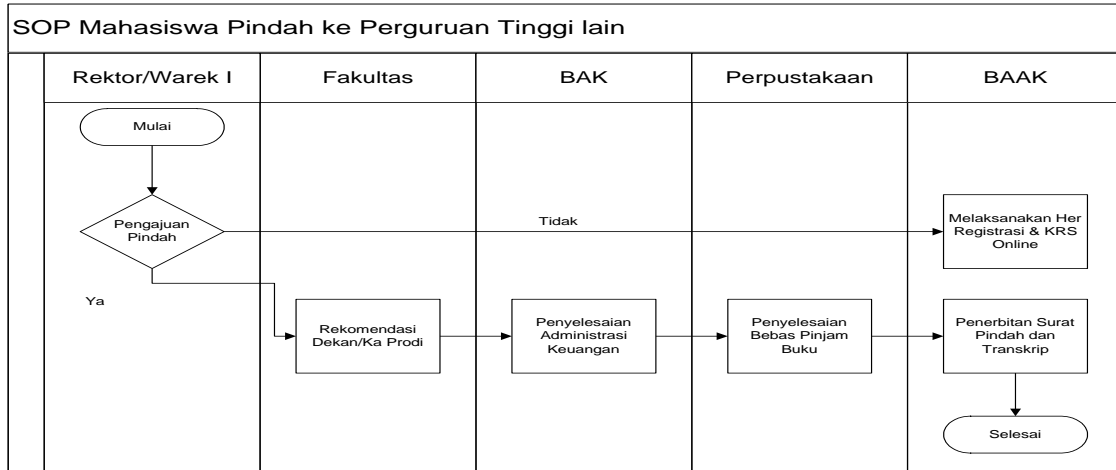 SOP Mahasiswa Pindah ke Perguruan Tinggi lain
Rektor/Warek I
Fakultas
BAK
Perpustakaan
BAAK
Mulai
Pengajuan
Pindah
Tidak
Melaksanakan Her
Registrasi & KRS
Online
Ya
Rekomendasi
Dekan/Ka Prodi
Penyelesaian
Administrasi
Keuangan
Penyelesaian
Bebas Pinjam
Buku
Penerbitan Surat
Pindah dan
Transkrip
Selesai